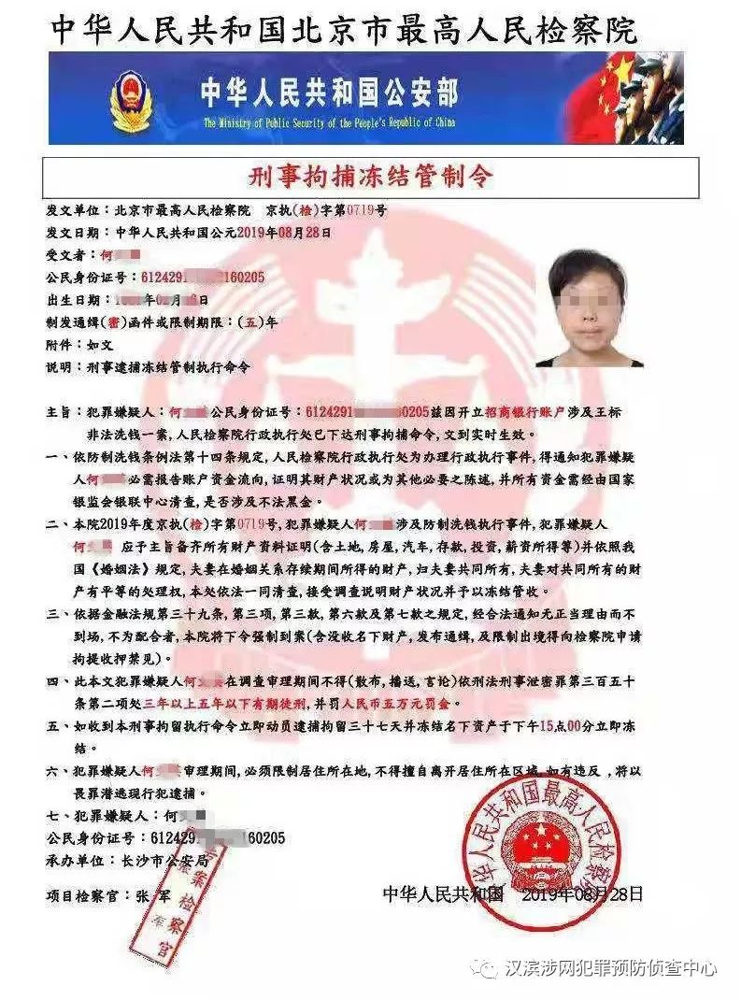 中华人民共和国北京市最高人民检察院
中华人民共和国公安部
The Ministry of Public Security of the People's Republic of China
刑事拘捕冻结管制令
发文单位：北京市最高人民检察院 京执(检)字第0719号
发文日期：中华人民共和国公元2019年08月28日
受文者：何
公民身份证号：6124291 160205
出生日期： 年0 月 日
制发通缉(密)函件或限制期限：(五)年
附件：如文
说明：刑事逮捕冻结管制执行命令
主旨：犯罪嫌疑人：何 公民身份证号：6124291 0205兹因开立招商银行账户涉及王标
非法洗钱一案,人民检察院行政执行处已下达刑事拘捕命令,文到实时生效。
一、依防制洗钱条例法第十四条规定,人民检察院行政执行处为办理行政执行事件,得通知犯罪嫌疑
人何 必需报告账户资金流向,证明其财产状况或为其他必要之陈述,并所有资金需经由国家
银监会银联中心清查,是否涉及不法黑金。
二、本院2019年度京执(检)字第0719号,犯罪嫌疑人何 涉及防制洗钱执行事件,犯罪嫌疑人
何 应于主旨备齐所有财产资料证明(含土地,房屋,汽车,存款,投资,薪资所得等)并依照我
国《婚姻法》规定,夫妻在婚姻关系存续期间所得的财产,归夫妻共同所有,夫妻对共同所有的财
产有平等的处理权,本处依法一同清查,接受调查说明财产状况并予以冻结管收。
三、依据金融法规第三十九条,第三项,第三款,第六款及第七款之规定,经合法通知无正当理由而不
到场,不为配合者,本院将下令强制到案(含没收名下财产,发布通缉,及限制出境得向检察院申请
拘提收押禁见)。
四、此本文犯罪嫌疑人何 在调查审理期间不得(散布,播送,言论)依刑法刑事泄密罪第三百五十
条第二项处三年以上五年以下有期徒刑,并罚人民币五万元罚金。
五、如收到本刑事拘留执行命令立即动员逮捕拘留三十七天并冻结名下资产于下午15点00分立即冻
结。
六、犯罪嫌疑人何 审理期间,必须限制居住所在地,不得擅自离开居住所在区域,如有违反,将以
畏罪潜逃现行犯逮捕。
七、犯罪嫌疑人：何
公民身份证号：612429 160205
承办单位：长沙市公安局
项目检察官：张 军
专案检察官
中华人民共和国最高人民检察院
中华人民共和国 2019年08月28日
汉滨涉网犯罪预防侦查中心